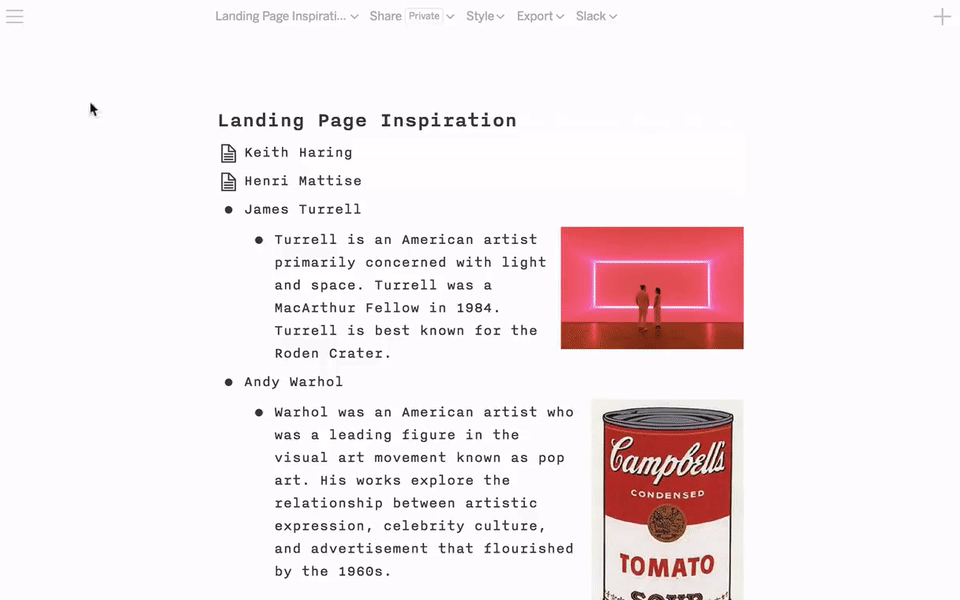 Landing Page Inspirati... Share Private Style Export Slack
Landing Page Inspiration
Keith Haring
Henri Mattise
James Turrell
Turrell is an American artist
primarily concerned with light
and space. Turrell was a
MacArthur Fellow in 1984.
Turrell is best known for the
Roden Crater.
Andy Warhol
Warhol was an American artist who
was a leading figure in the
visual art movement known as pop
art. His works explore the
relationship between artistic
expression, celebrity culture,
and advertisement that flourished
by the 1960s.
Campbell's
CONDENSED
TOMATO
SOUP